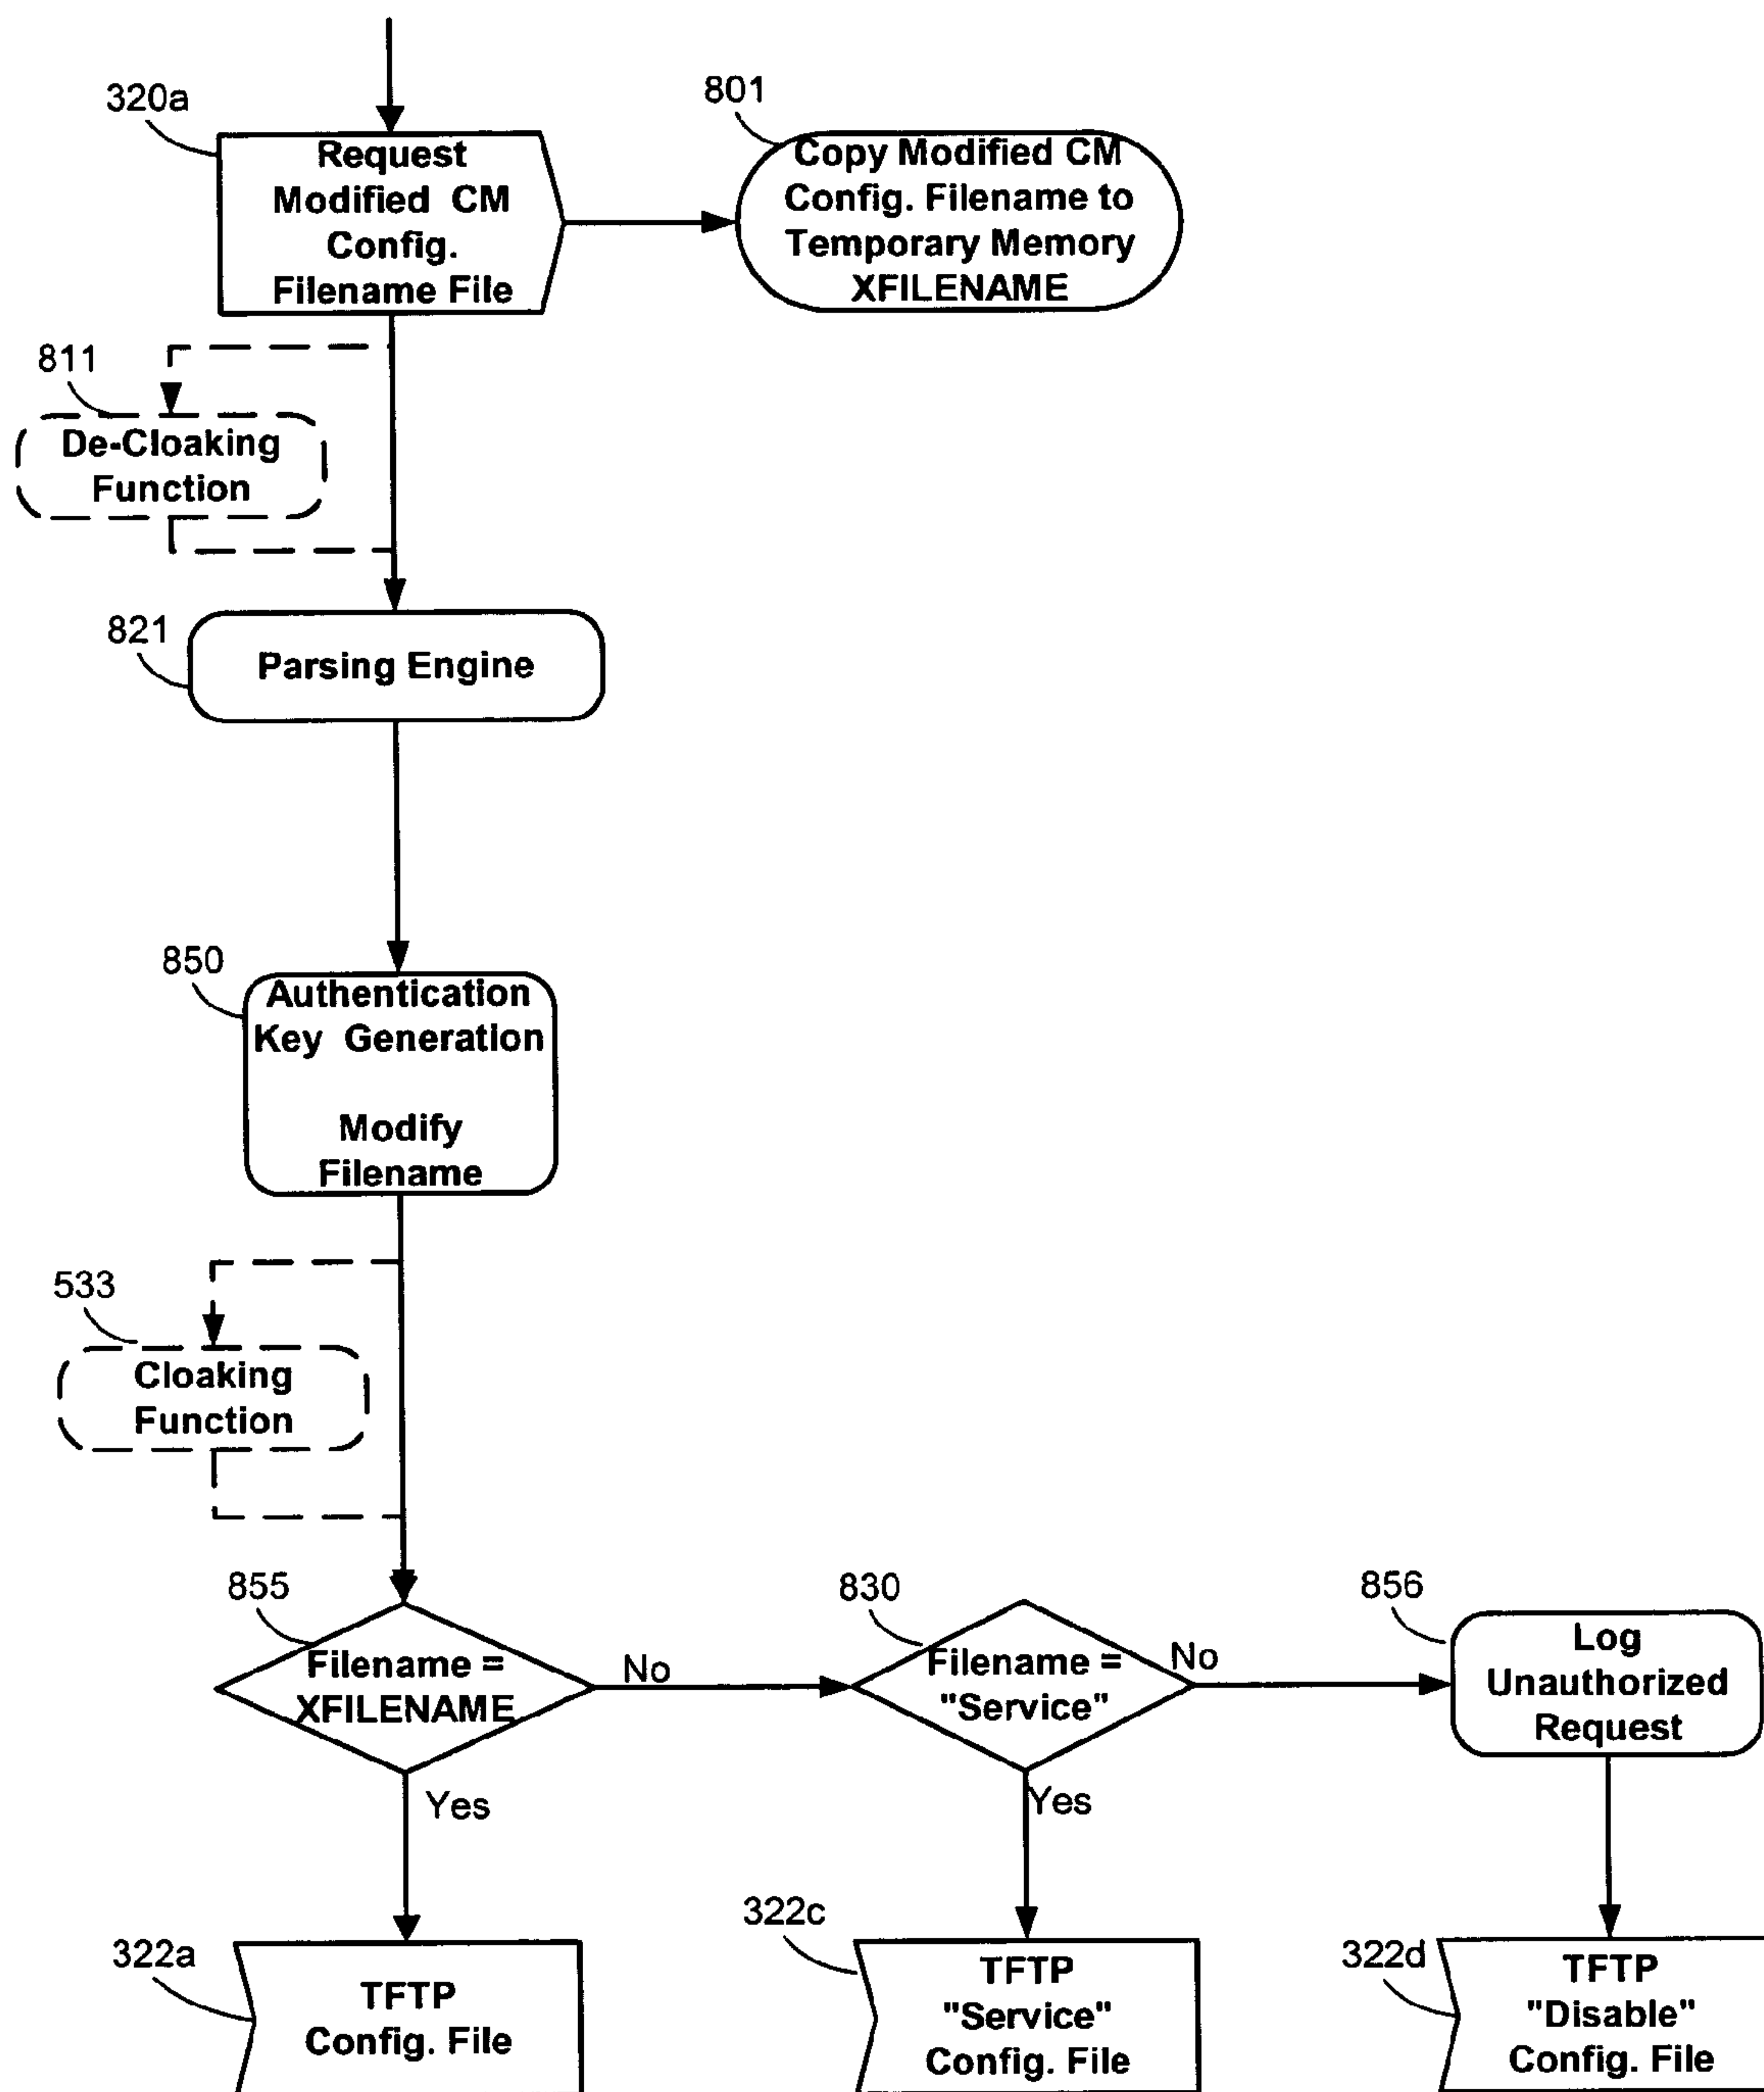 320a
Request
Modified CM
Config.
Filename File
801
Copy Modified CM
Config. Filename to
Temporary Memory
XFILENAME
811
De-Cloaking
Function
821
Parsing Engine
850
Authentication
Key Generation
Modify
Filename
533
Cloaking
Function
855
Filename =
XFILENAME
No
Yes
830
Filename =
"Service"
No
Yes
856
Log
Unauthorized
Request
322a
TFTP
Config. File
322c
TFTP
"Service"
Config. File
322d
TFTP
"Disable"
Config. File